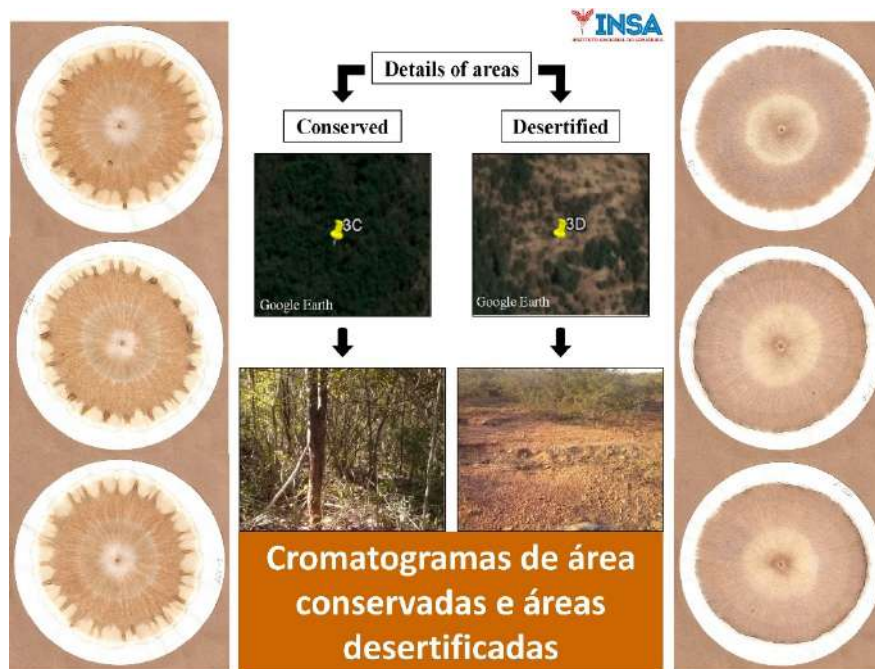 INSA
Details of areas
Conserved
Desertified
3C
3D
Google Earth
Google Earth
Cromatogramas de área
conservadas e áreas
desertificadas